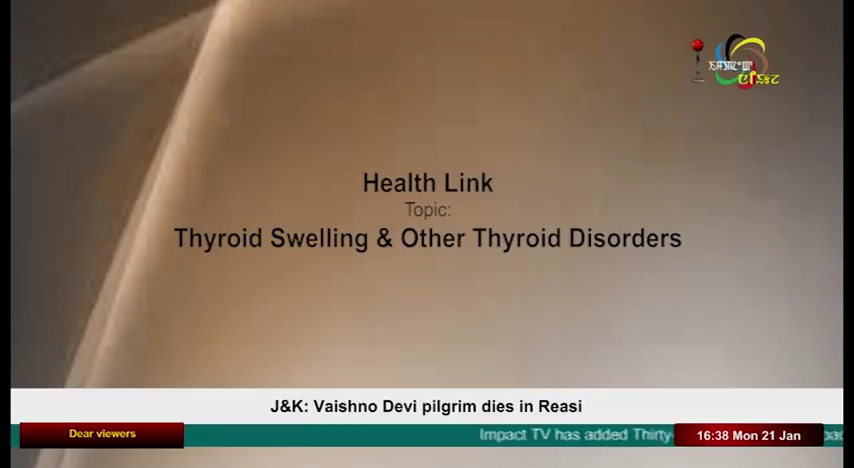 Health Link
Topic:
Thyroid Swelling & Other Thyroid Disorders
J&K: Vaishno Devi pilgrim dies in Reasi
Dear viewers
Impact TV has added Thirty-
16:38 Mon 21 Jan